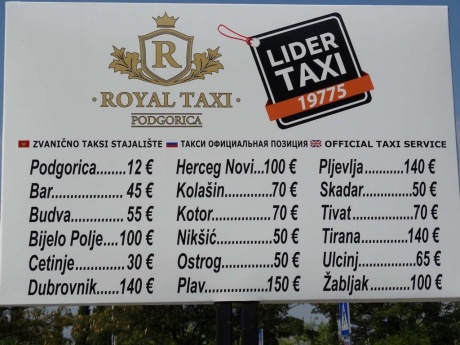 R
ROYAL TAXI
PODGORICA
LIDER
TAXI
19775
ZVANIČNO TAKSI STAJALIŠTE ТАКСИ ОФИЦИАЛЬНАЯ ПОЗИЦИЯ OFFICIAL TAXI SERVICE
Podgorica.........12 €
Bar...................45 €
Budva..............55 €
Bijelo Polje...100 €
Cetinje............30 €
Dubrovnik....140 €
Herceg Novi...100 €
Kolašin............70 €
Kotor...............70 €
Nikšić..............50 €
Ostrog.............50 €
Plav...............150 €
Pljevlja..........140 €
Skadar............50 €
Tivat...............70 €
Tirana...........140 €
Ulcinj..............65 €
Žabljak.........100 €